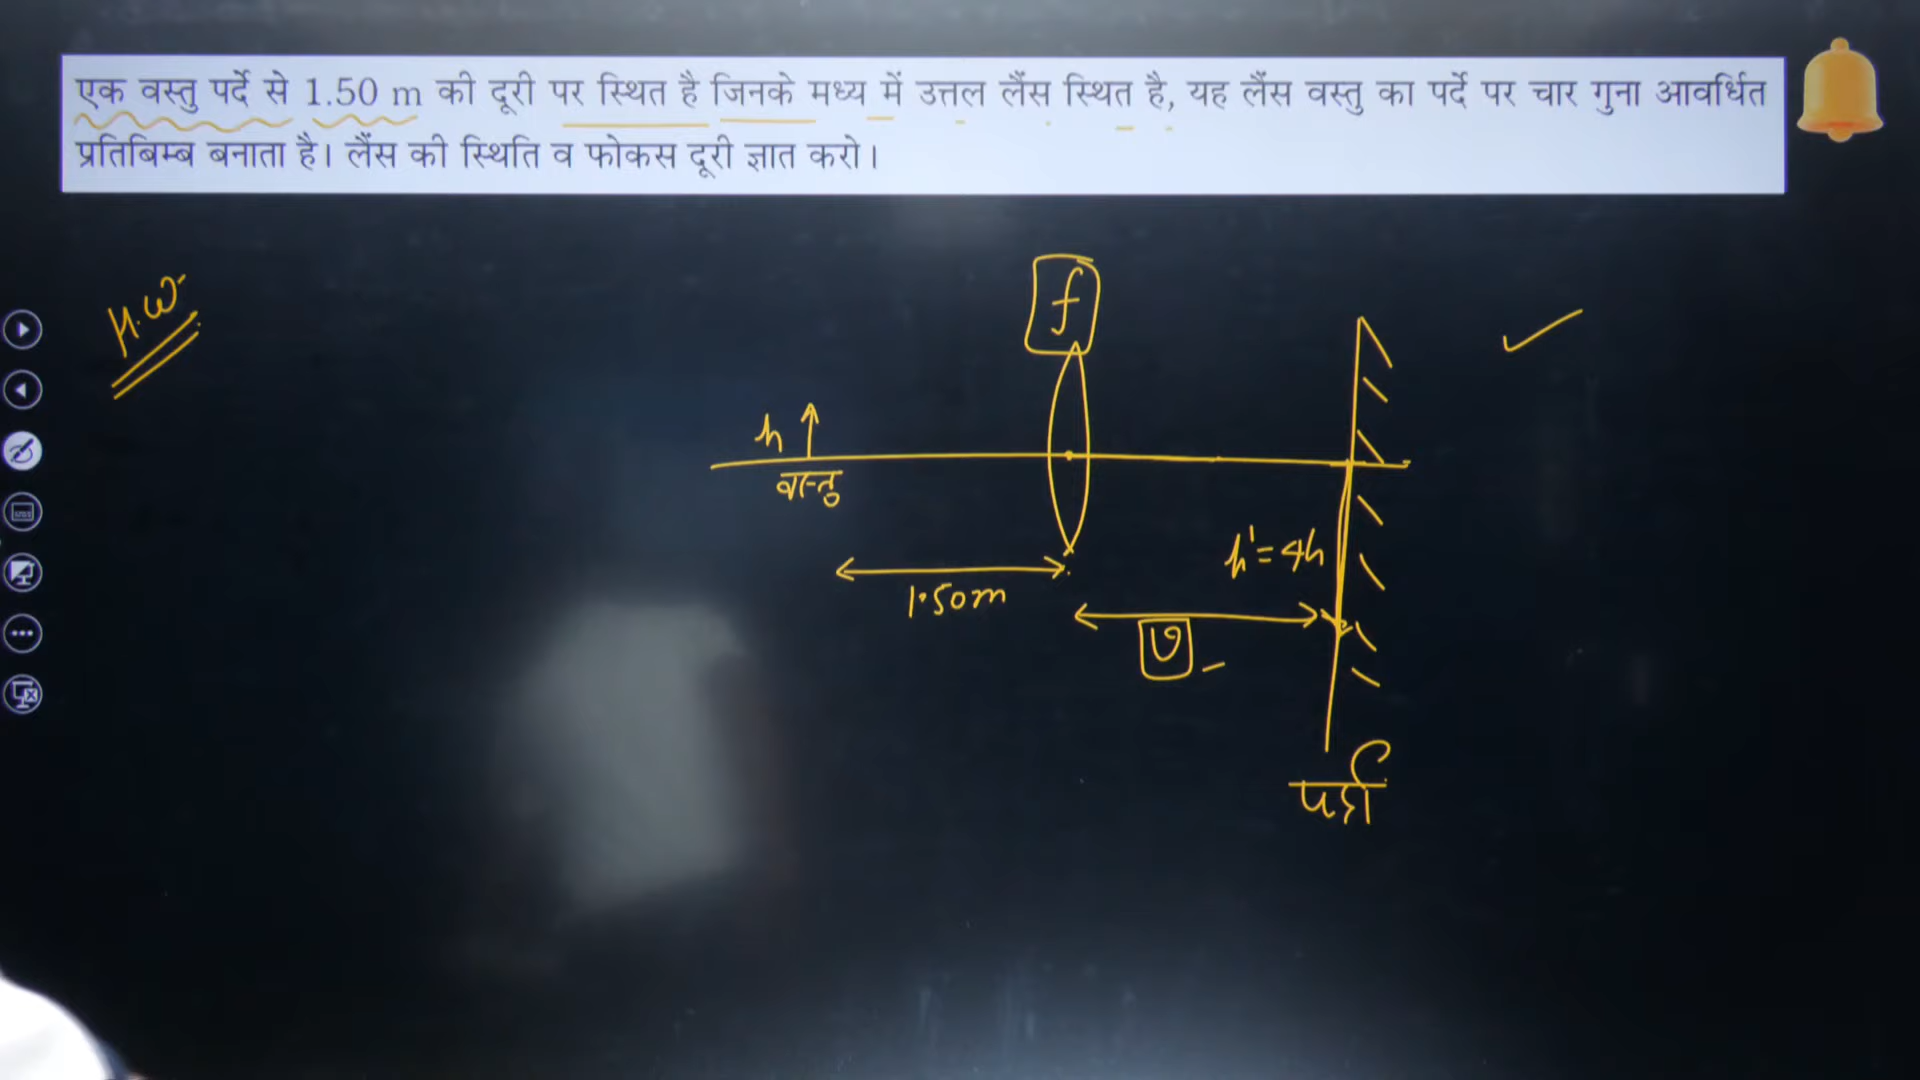 एक वस्तु पर्दे से 1.50 m की दूरी पर स्थित है जिनके मध्य में उत्तल लैंस स्थित है, यह लैंस वस्तु का पर्दे पर चार गुना आवर्धित
प्रतिबिम्ब बनाता है। लैंस की स्थिति व फोकस दूरी ज्ञात करो।
H.W
f
h
वस्तु
h'=4h
1.50m
v
पर्दा